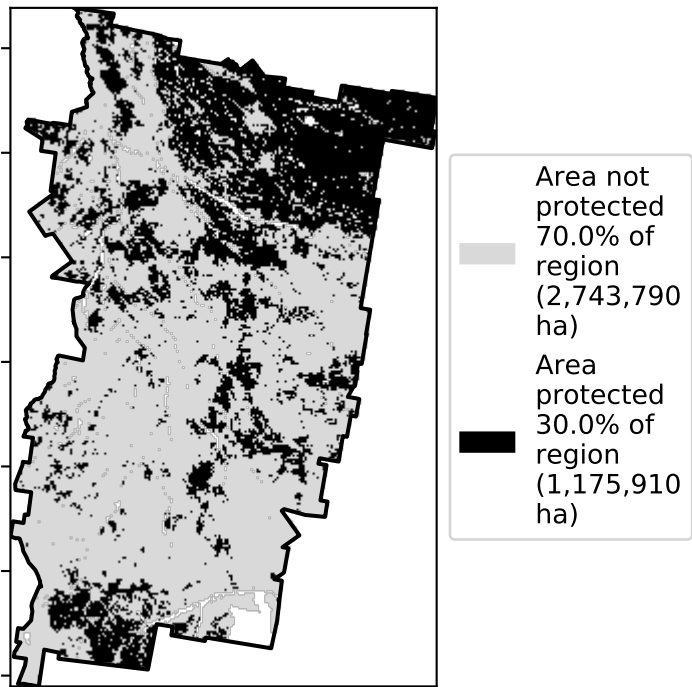 Area not
protected
70.0% of
region
(2,743,790
ha)
Area
protected
30.0% of
region
(1,175,910
ha)